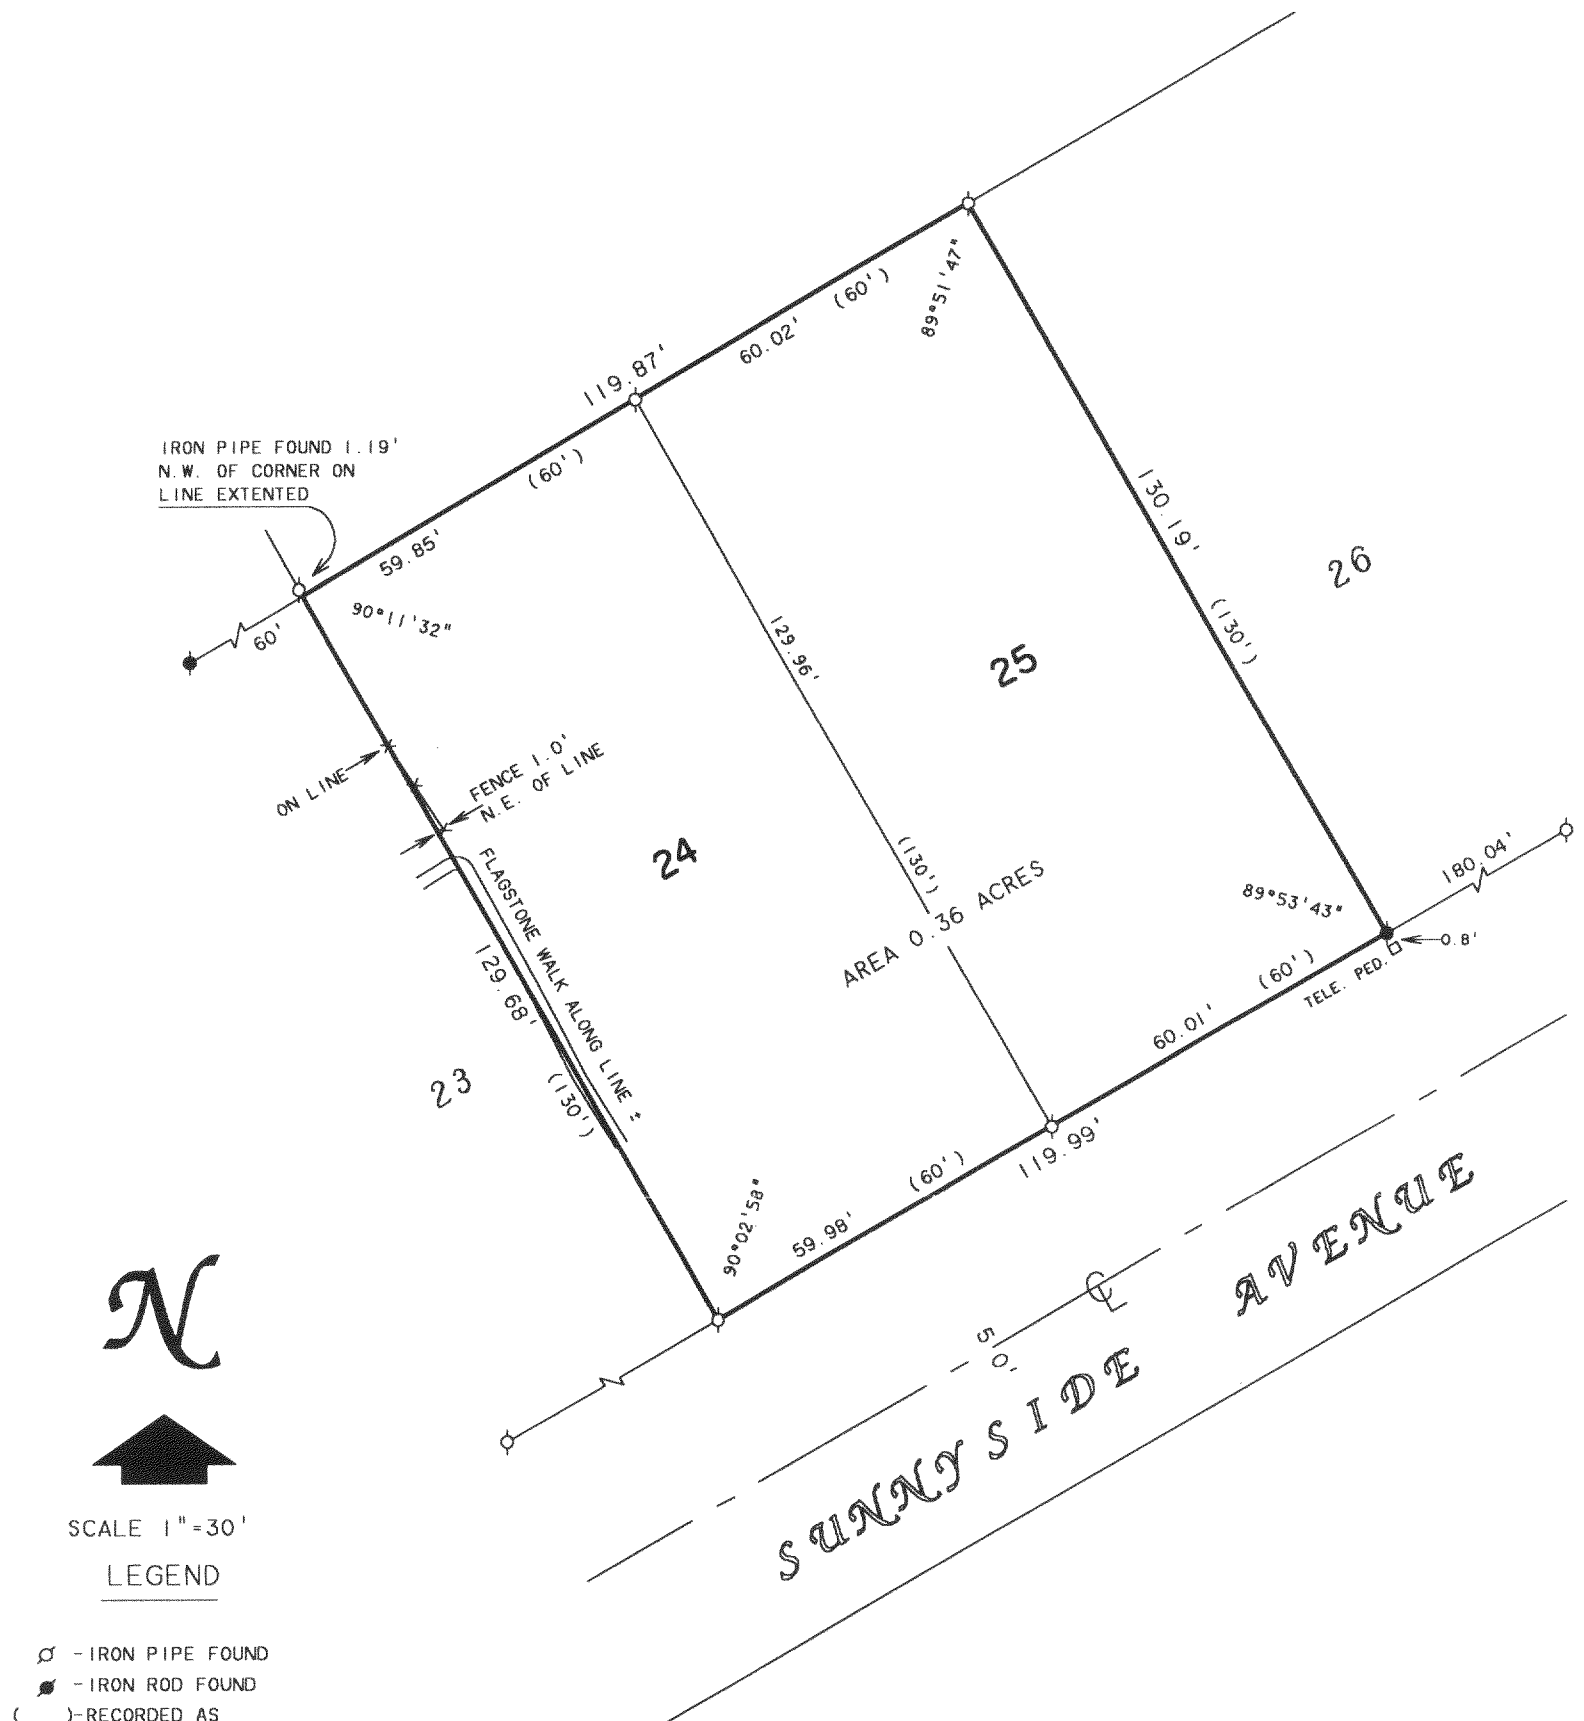 119.87'
60.02'
(60')
89°51'47"
IRON PIPE FOUND 1.19'
N.W. OF CORNER ON
LINE EXTENTED
(60')
59.85'
90°11'32"
60'
130.19'
(130')
26
129.96'
(130')
25
ON LINE
FENCE 1.0'
N.E. OF LINE
24
FLAGSTONE WALK ALONG LINE ±
129.68'
(130')
23
AREA 0.36 ACRES
89°53'43"
180.04'
0.8'
TELE. PED.
(60')
60.01'
119.99'
(60')
59.98'
90°02'58"
CL
50'
SUNNYSIDE AVENUE
N
SCALE 1"=30'
LEGEND
-IRON PIPE FOUND
-IRON ROD FOUND
( )-RECORDED AS